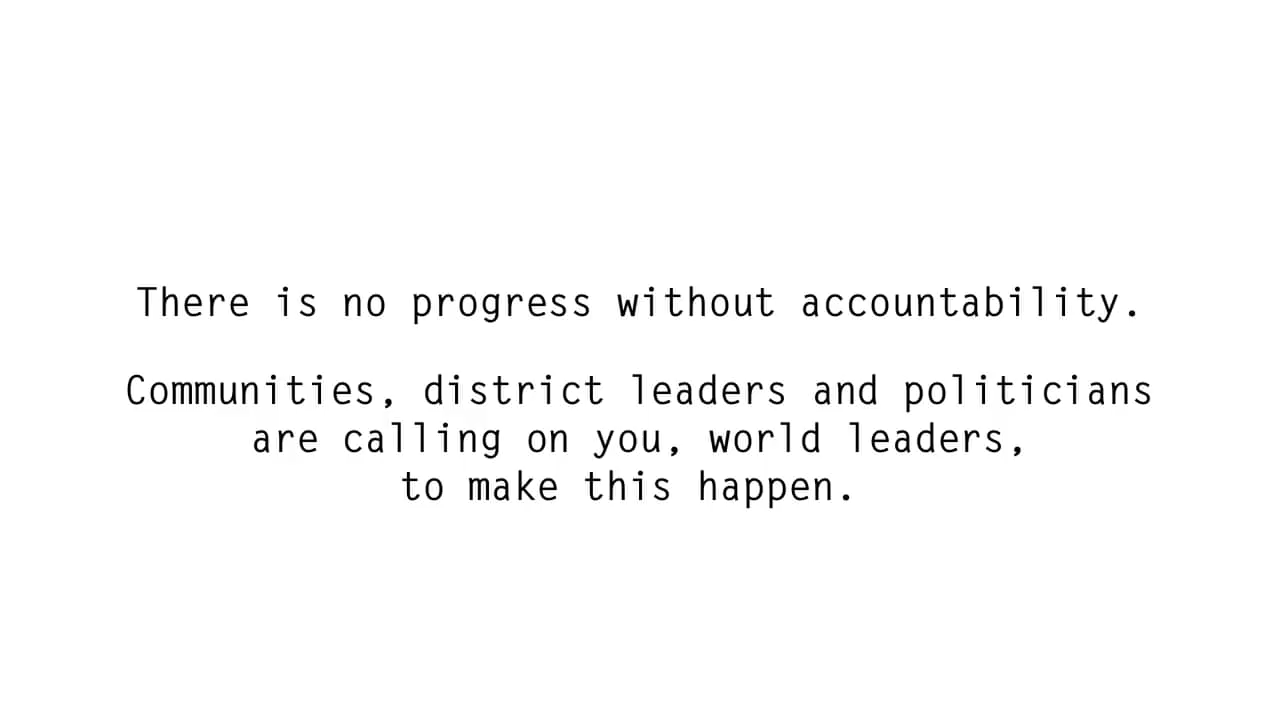 There is no progress without accountability.
Communities, district leaders and politicians
are calling on you, world leaders,
to make this happen.